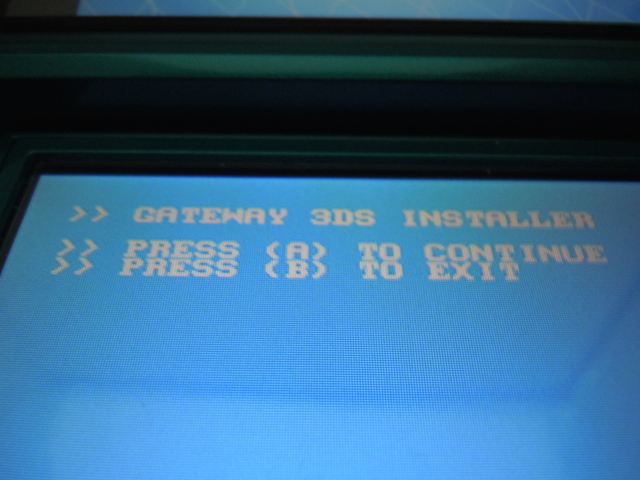 >> GATEWAY 3DS INSTALLER
>> PRESS (A) TO CONTINUE
>> PRESS (B) TO EXIT